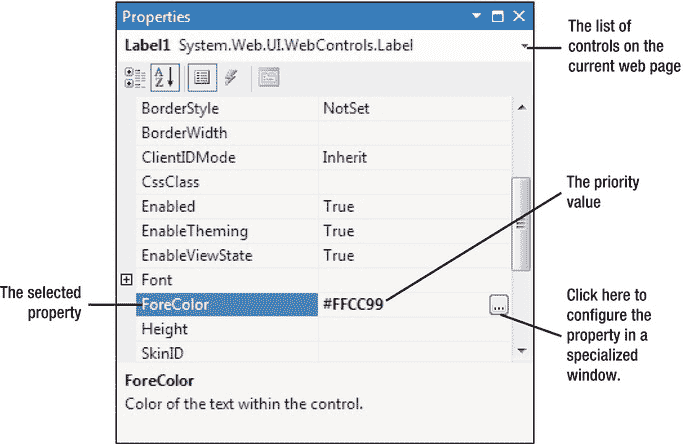 Properties
Label1 System.Web.UI.WebControls.Label
The list of
controls on the
current web page
A
Z
BorderStyle NotSet
BorderWidth
ClientIDMode Inherit
CssClass
Enabled True
EnableTheming True
EnableViewState True
Font
ForeColor #FFCC99 ...
Height
SkinID
The priority
value
The selected
property
Click here to
configure the
property in a
specialized
window.
ForeColor
Color of the text within the control.